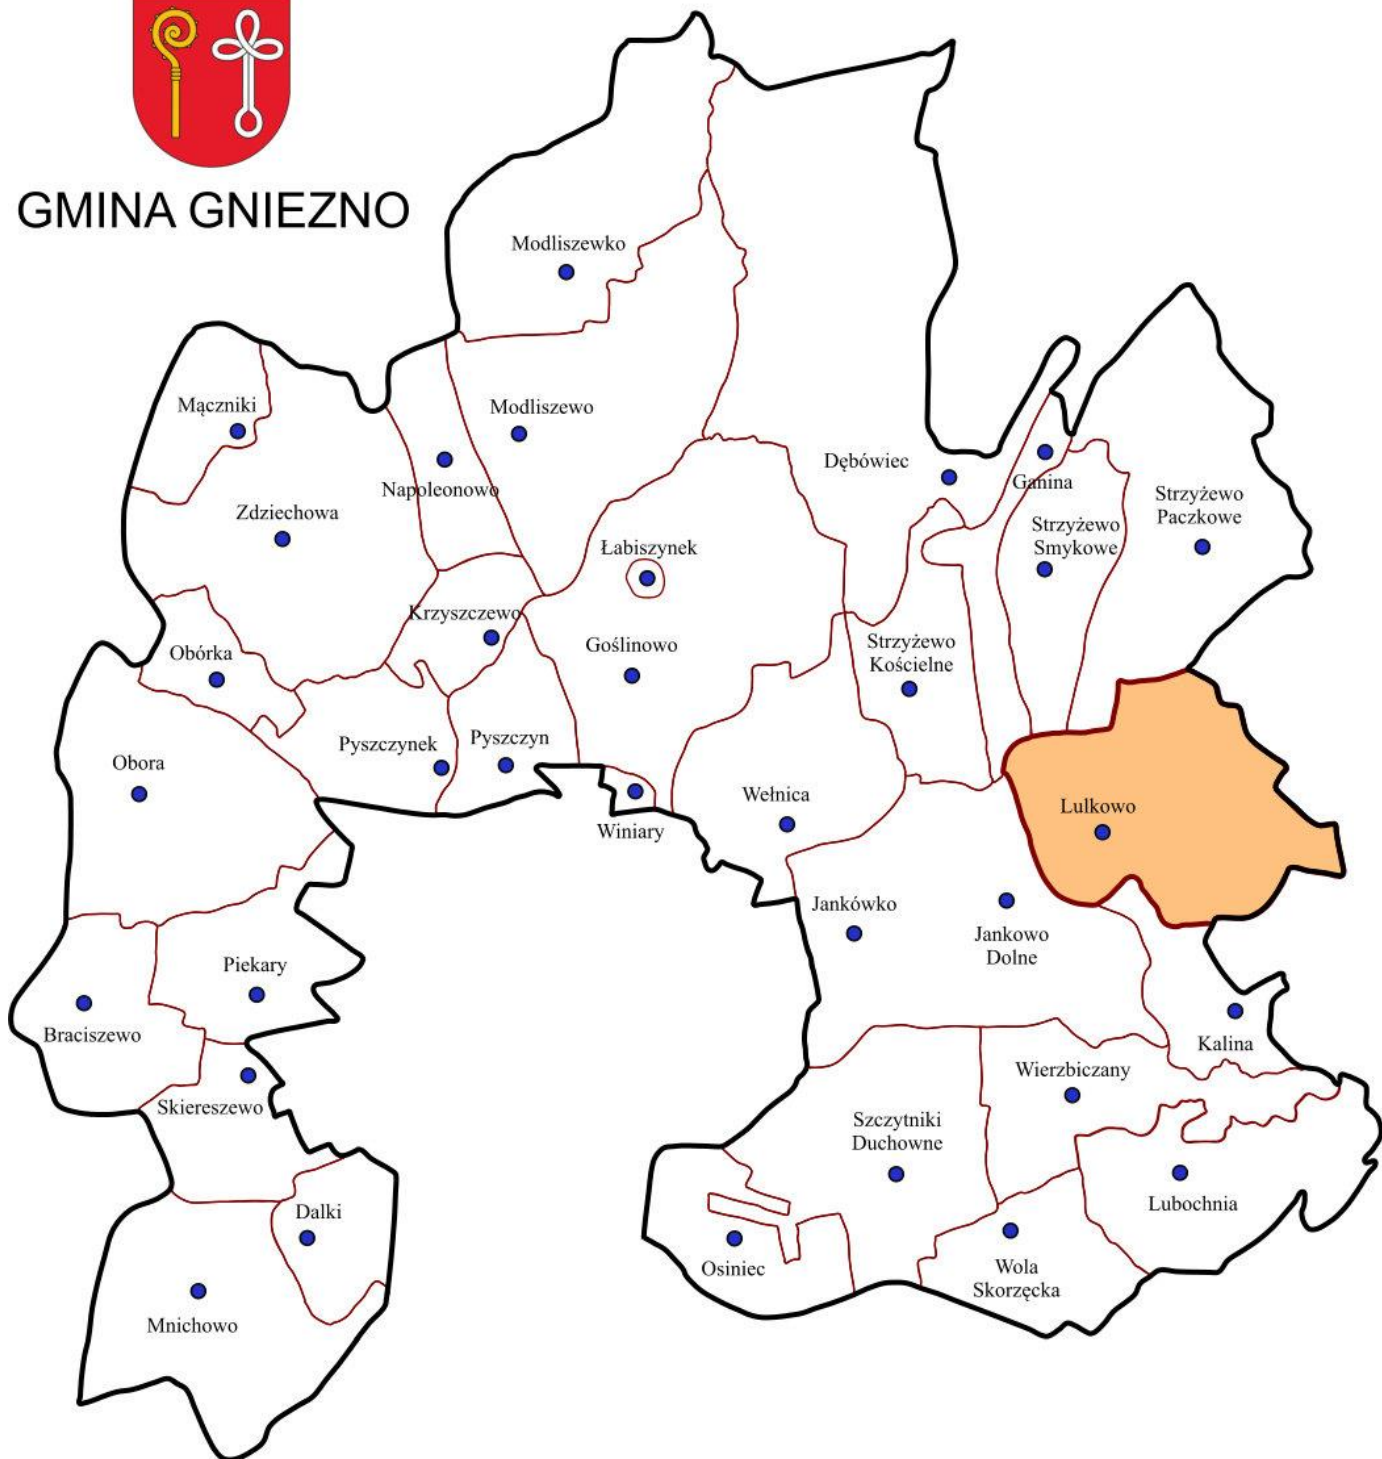 GMINA GNIEZNO
Modliszewko
Mączniki
Modliszewo
Dębówiec
Napoleonowo
Ganina
Strzyżewo
Paczkowe
Zdziechowa
Strzyżewo
Smykowe
Łabiszynek
Krzyszczewo
Obórka
Goślinowo
Strzyżewo
Kościelne
Pyszczynek
Pyszczyn
Obora
Wełnica
Lulkowo
Winiary
Jankówko
Jankowo
Dolne
Piekary
Braciszewo
Kalina
Wierzbiczany
Skiereszewo
Szczytniki
Duchowne
Lubochnia
Dalki
Osiniec
Wola
Skorzęcka
Mnichowo